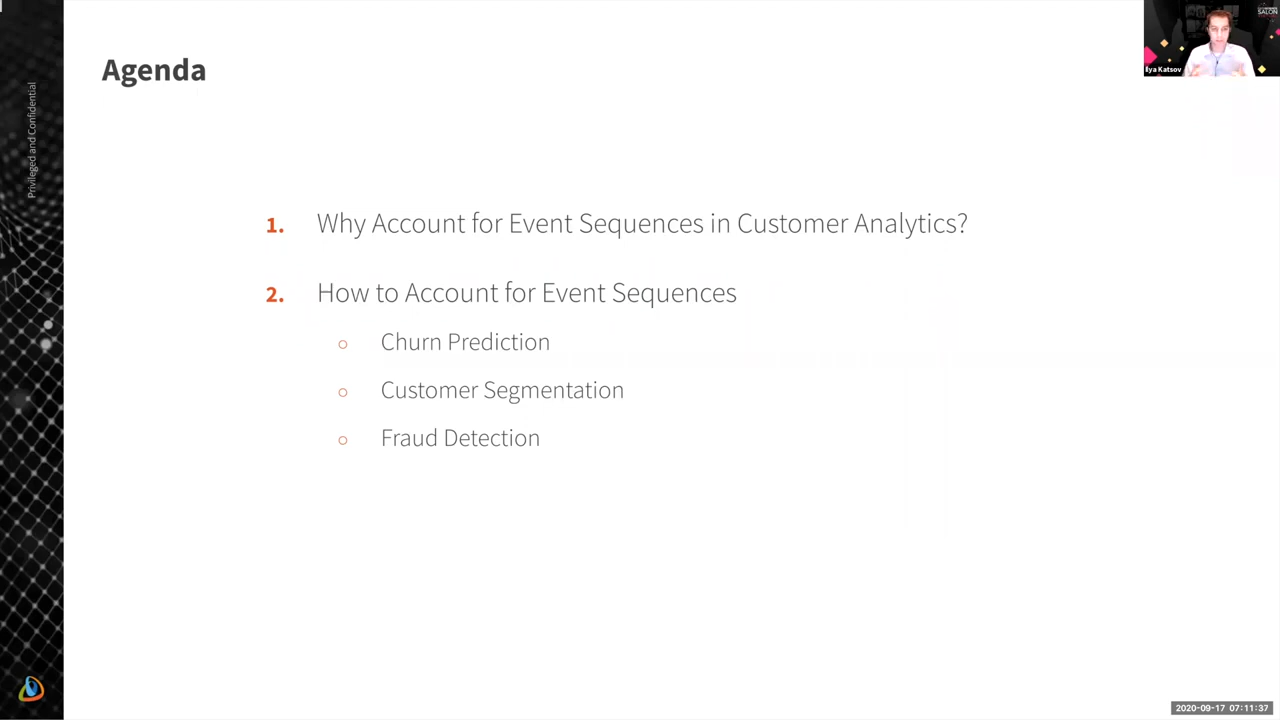 Agenda
SALON
Ilya Katsov
Privileged and Confidential
1. Why Account for Event Sequences in Customer Analytics?
2. How to Account for Event Sequences
○ Churn Prediction
○ Customer Segmentation
○ Fraud Detection
2020-09-17 07:11:37